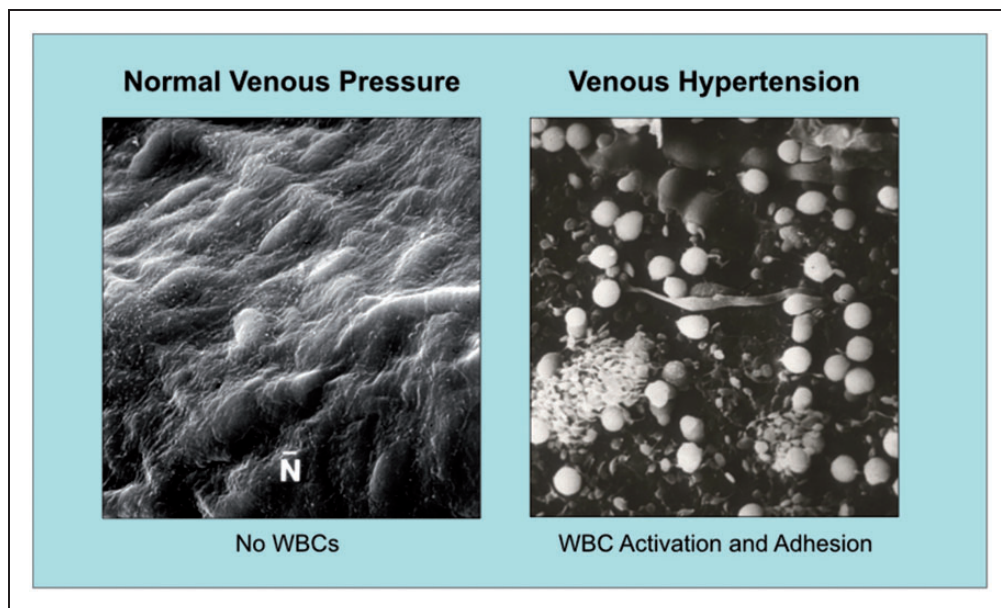 Normal Venous Pressure
Venous Hypertension
N̅
No WBCs
WBC Activation and Adhesion